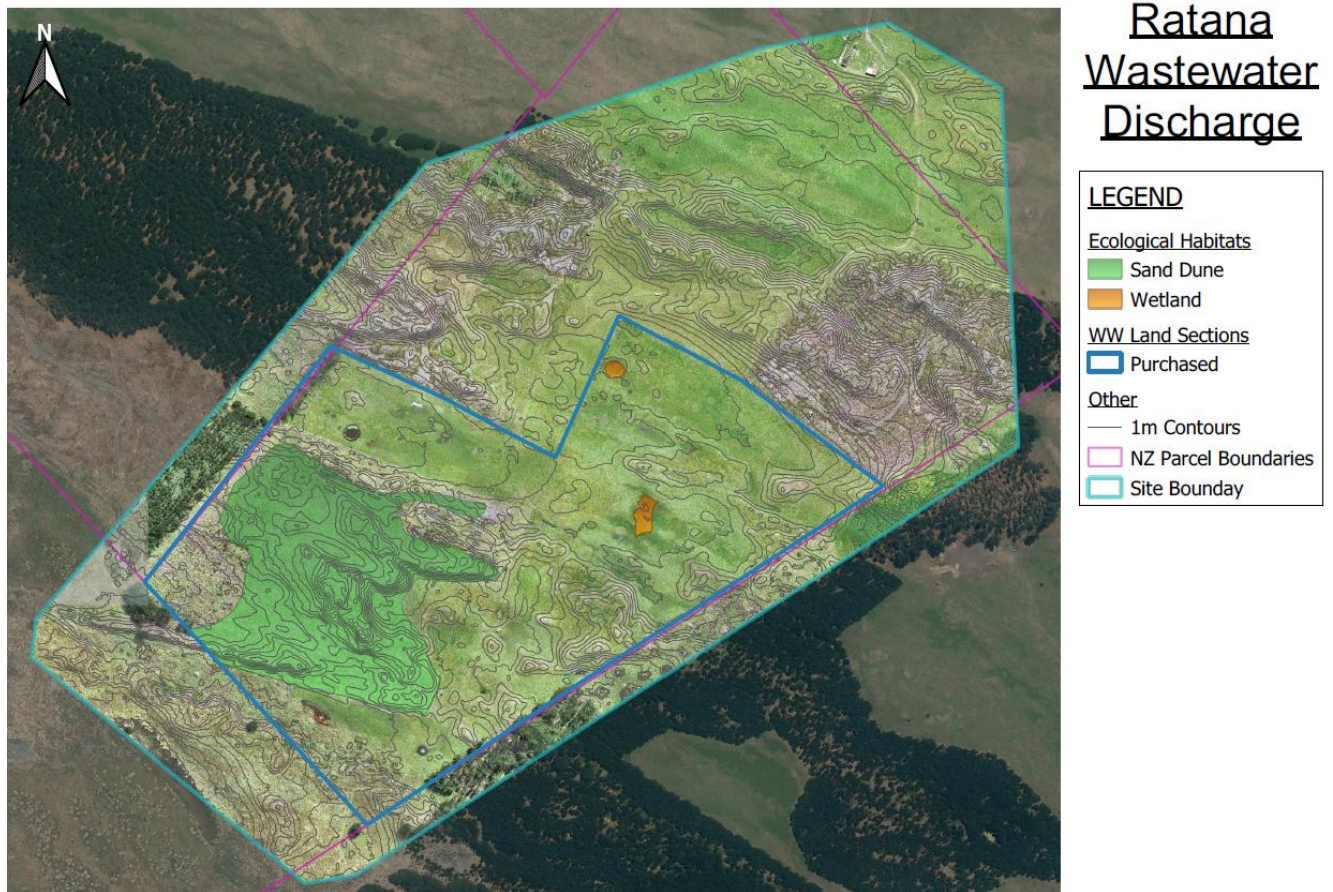 N
Ratana
Wastewater
Discharge
LEGEND
Ecological Habitats
Sand Dune
Wetland
WW Land Sections
Purchased
Other
1m Contours
NZ Parcel Boundaries
Site Bounday